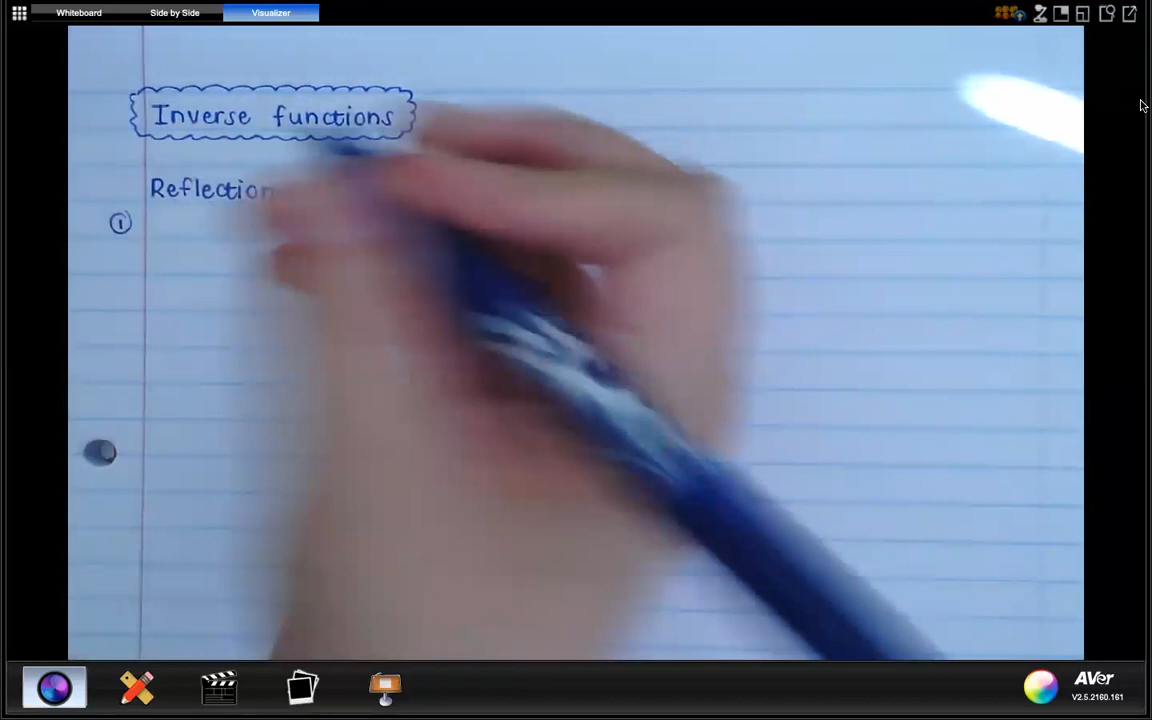 Whiteboard
Side by Side
Visualizer
Inverse functions
Reflection
①
AVer
V2.5.2160.161